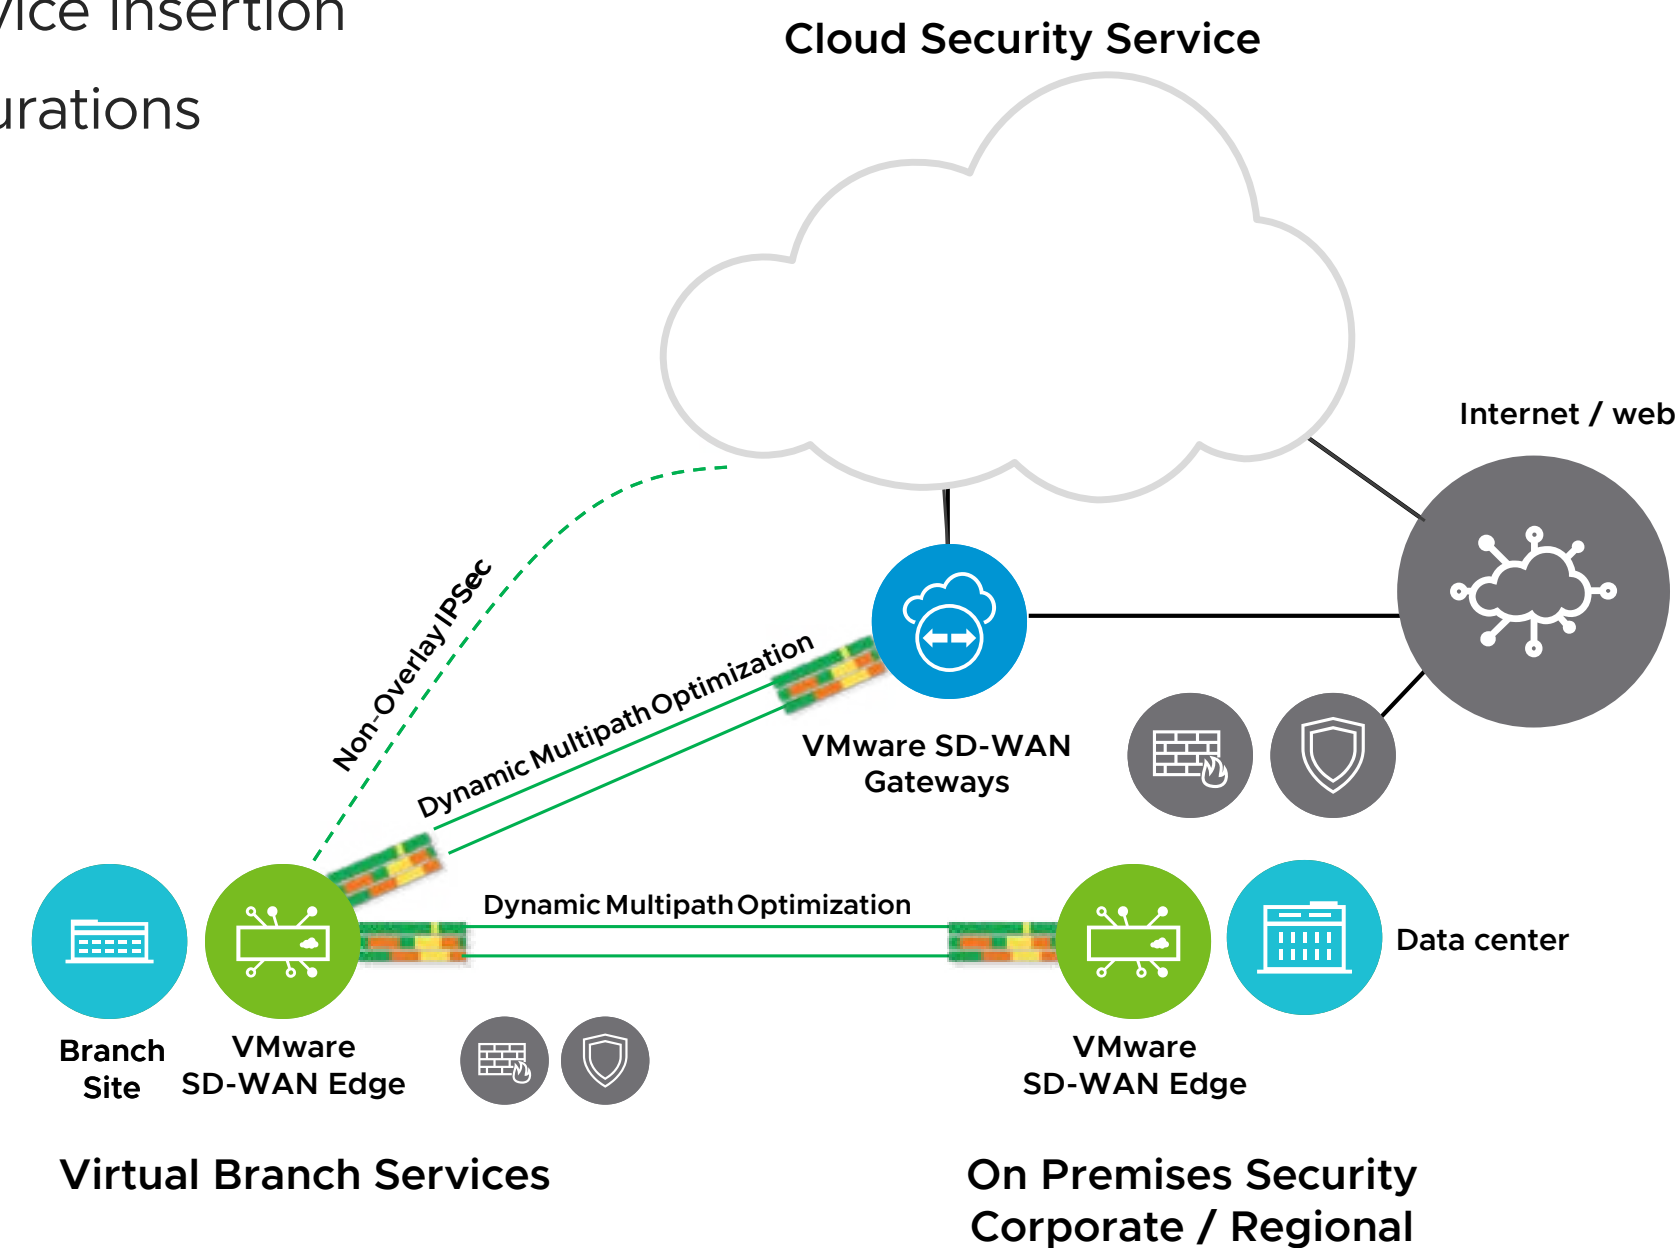 vice insertion
urations
Cloud Security Service
Internet / web
Non-Overlay IPSec
Dynamic Multipath Optimization
VMware SD-WAN
Gateways
Dynamic Multipath Optimization
Data center
Branch
Site
VMware
SD-WAN Edge
VMware
SD-WAN Edge
Virtual Branch Services
On Premises Security
Corporate / Regional